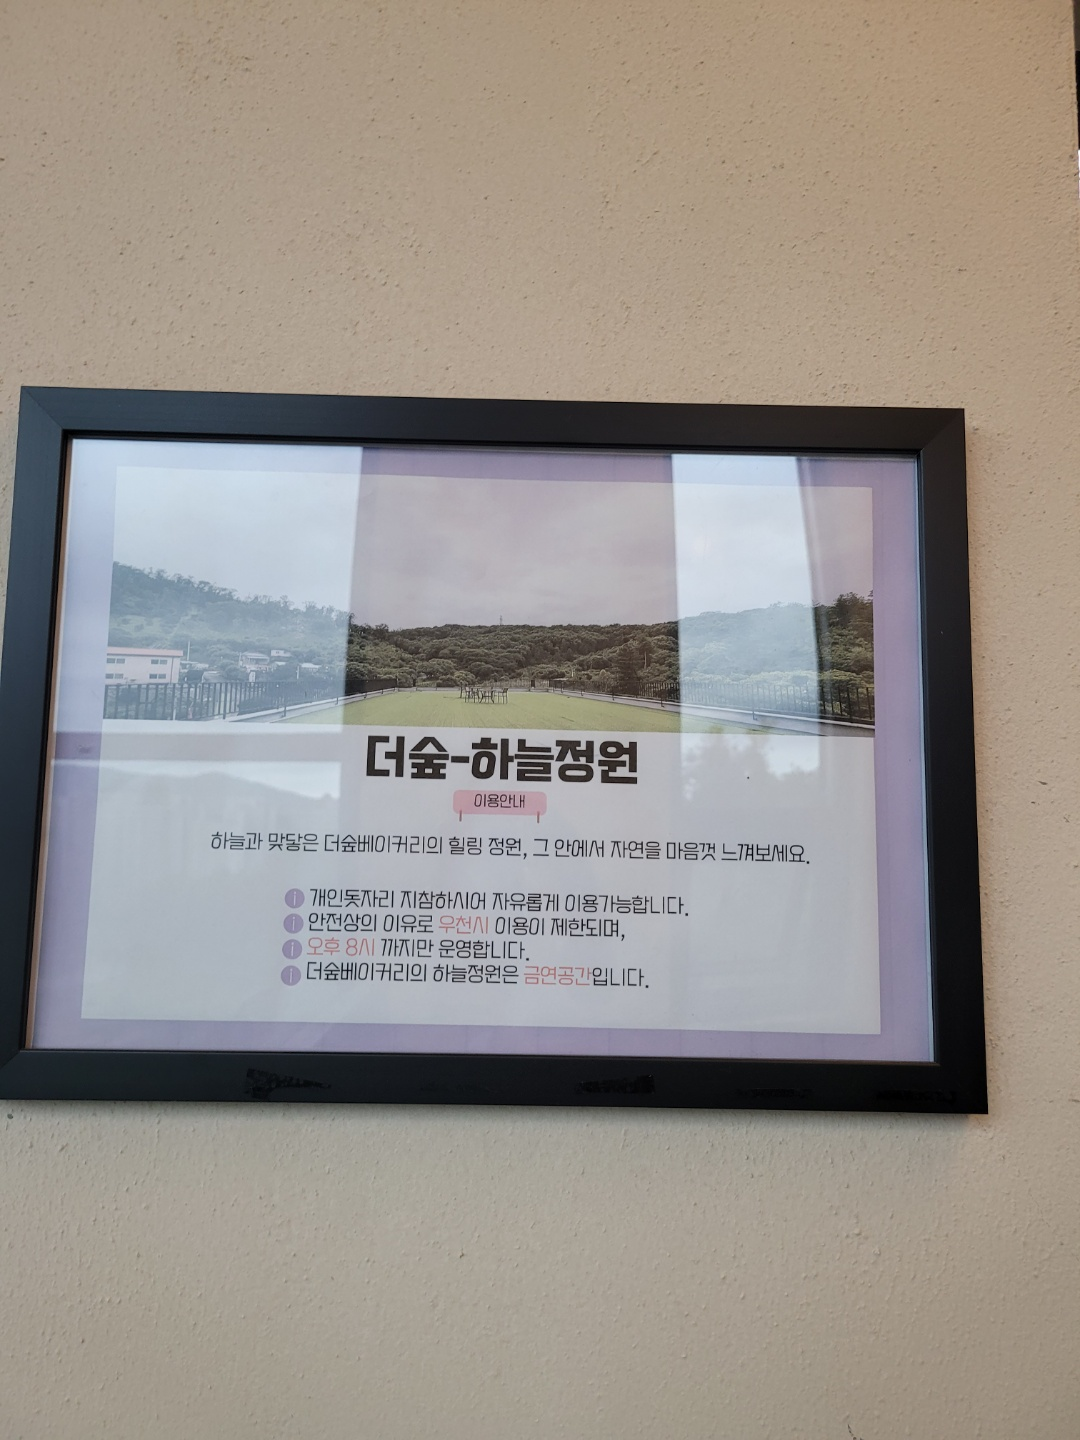 더숲-하늘정원
이용안내
하늘과 맞닿은 더숲베이커리의 힐링 정원, 그 안에서 자연을 마음껏 느껴보세요.
개인돗자리 지참하시어 자유롭게 이용가능합니다.
안전상의 이유로 우천시 이용이 제한되며,
오후 8시 까지만 운영합니다.
더숲베이커리의 하늘정원은 금연공간입니다.